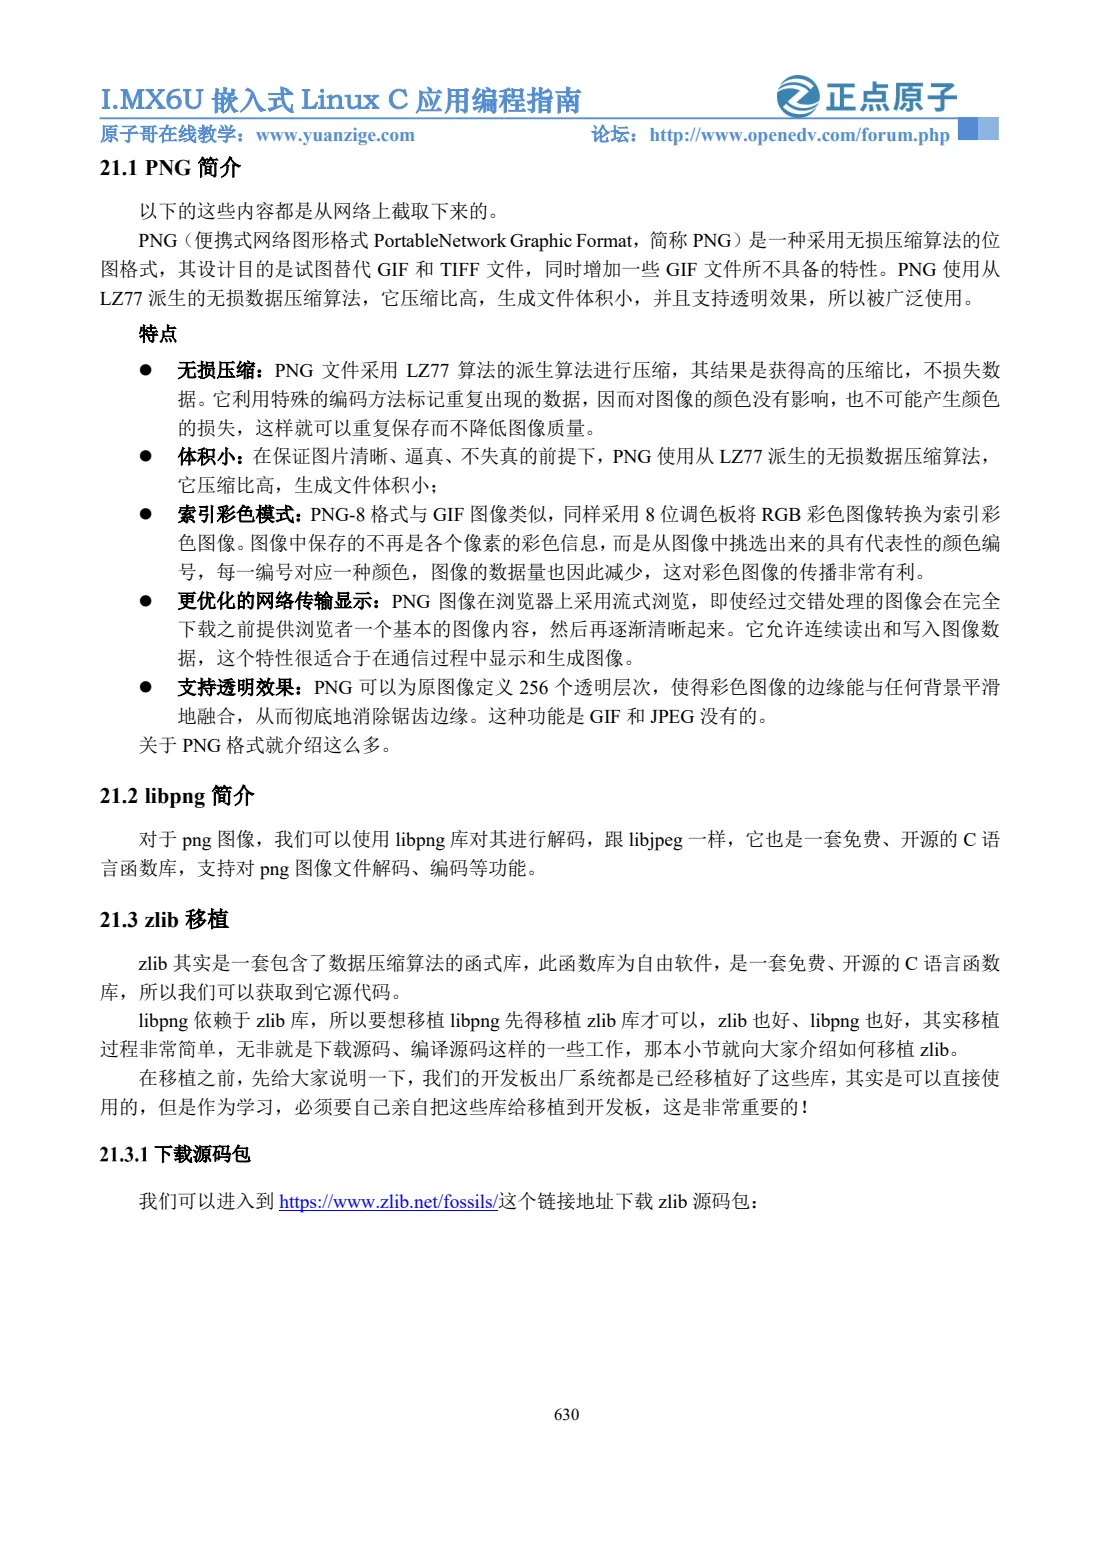 I.MX6U 嵌入式 Linux C 应用编程指南
正点原子
原子哥在线教学：www.yuanzige.com 论坛：http://www.openedv.com/forum.php
21.1 PNG 简介
以下的这些内容都是从网络上截取下来的。
PNG（便携式网络图形格式 PortableNetwork Graphic Format，简称 PNG）是一种采用无损压缩算法的位
图格式，其设计目的是试图替代 GIF 和 TIFF 文件，同时增加一些 GIF 文件所不具备的特性。PNG 使用从
LZ77 派生的无损数据压缩算法，它压缩比高，生成文件体积小，并且支持透明效果，所以被广泛使用。
特点
● 无损压缩：PNG 文件采用 LZ77 算法的派生算法进行压缩，其结果是获得高的压缩比，不损失数
据。它利用特殊的编码方法标记重复出现的数据，因而对图像的颜色没有影响，也不可能产生颜色
的损失，这样就可以重复保存而不降低图像质量。
● 体积小：在保证图片清晰、逼真、不失真的前提下，PNG 使用从 LZ77 派生的无损数据压缩算法，
它压缩比高，生成文件体积小；
● 索引彩色模式：PNG-8 格式与 GIF 图像类似，同样采用 8 位调色板将 RGB 彩色图像转换为索引彩
色图像。图像中保存的不再是各个像素的彩色信息，而是从图像中挑选出来的具有代表性的颜色编
号，每一编号对应一种颜色，图像的数据量也因此减少，这对彩色图像的传播非常有利。
● 更优化的网络传输显示：PNG 图像在浏览器上采用流式浏览，即使经过交错处理的图像会在完全
下载之前提供浏览者一个基本的图像内容，然后再逐渐清晰起来。它允许连续读出和写入图像数
据，这个特性很适合于在通信过程中显示和生成图像。
● 支持透明效果：PNG 可以为原图像定义 256 个透明层次，使得彩色图像的边缘能与任何背景平滑
地融合，从而彻底地消除锯齿边缘。这种功能是 GIF 和 JPEG 没有的。
关于 PNG 格式就介绍这么多。
21.2 libpng 简介
对于 png 图像，我们可以使用 libpng 库对其进行解码，跟 libjpeg 一样，它也是一套免费、开源的 C 语
言函数库，支持对 png 图像文件解码、编码等功能。
21.3 zlib 移植
zlib 其实是一套包含了数据压缩算法的函式库，此函数库为自由软件，是一套免费、开源的 C 语言函数
库，所以我们可以获取到它源代码。
libpng 依赖于 zlib 库，所以要想移植 libpng 先得移植 zlib 库才可以，zlib 也好、libpng 也好，其实移植
过程非常简单，无非就是下载源码、编译源码这样的一些工作，那本小节就向大家介绍如何移植 zlib。
在移植之前，先给大家说明一下，我们的开发板出厂系统都是已经移植好了这些库，其实是可以直接使
用的，但是作为学习，必须要自己亲自把这些库给移植到开发板，这是非常重要的！
21.3.1 下载源码包
我们可以进入到 https://www.zlib.net/fossils/这个链接地址下载 zlib 源码包：
630